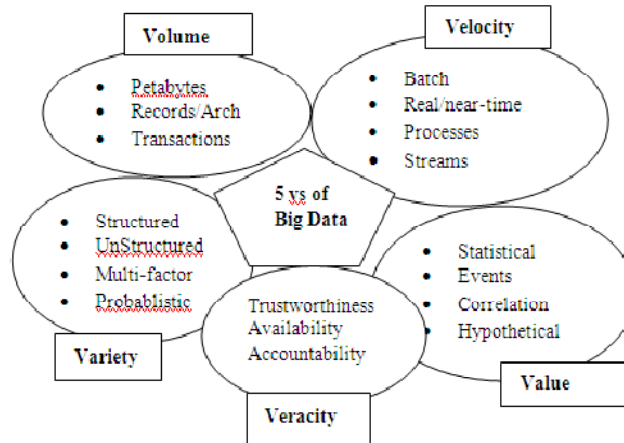 Volume
• Petabytes
• Records/Arch
• Transactions
Velocity
• Batch
• Real/near-time
• Processes
• Streams
5 vs of
Big Data
• Structured
• UnStructured
• Multi-factor
• Probablistic
Variety
Trustworthiness
Availability
Accountability
Veracity
• Statistical
• Events
• Correlation
• Hypothetical
Value